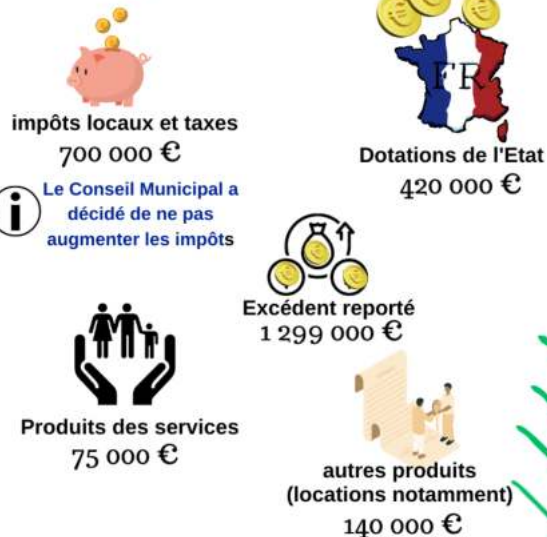 FR
impôts locaux et taxes
700 000 €
Dotations de l'Etat
420 000 €
i
Le Conseil Municipal a
décidé de ne pas
augmenter les impôts
Excédent reporté
1 299 000 €
Produits des services
75 000 €
autres produits
(locations notamment)
140 000 €